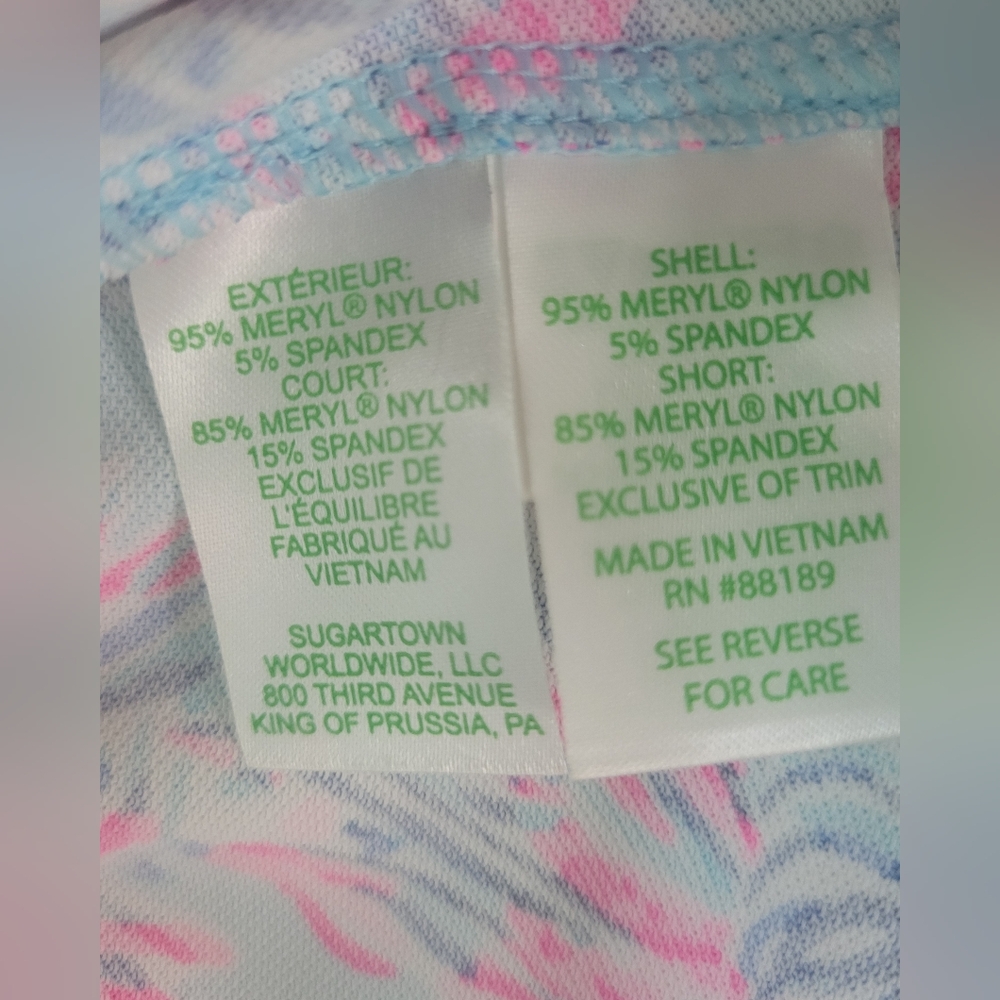 EXTÉRIEUR:
95% MERYL® NYLON
5% SPANDEX
COURT:
85% MERYL® NYLON
15% SPANDEX
EXCLUSIF DE
L'ÉQUILIBRE
FABRIQUÉ AU
VIETNAM
SUGARTOWN
WORLDWIDE, LLC
800 THIRD AVENUE
KING OF PRUSSIA, PA
SHELL:
95% MERYL® NYLON
5% SPANDEX
SHORT:
85% MERYL® NYLON
15% SPANDEX
EXCLUSIVE OF TRIM
MADE IN VIETNAM
RN #88189
SEE REVERSE
FOR CARE